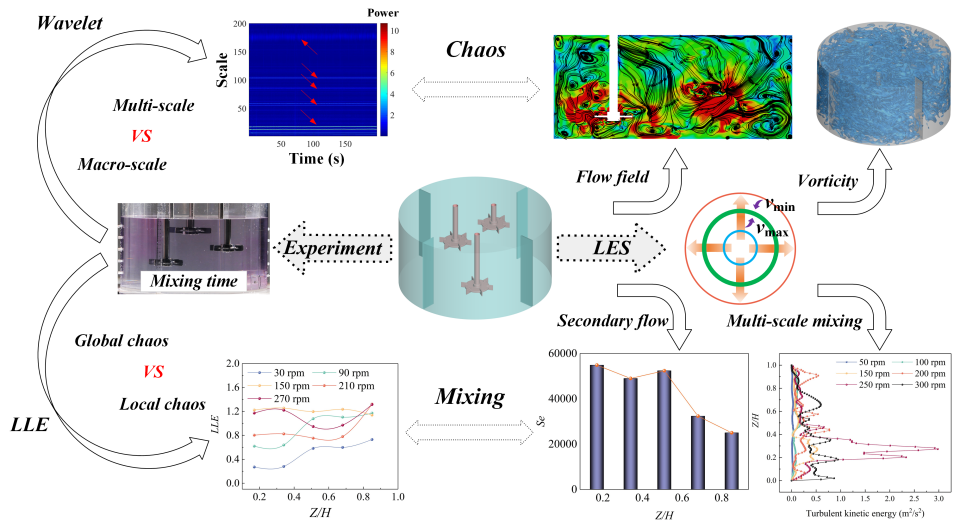 Wavelet
Multi-scale
VS
Macro-scale
Scale
200
150
100
50
50
100
150
Time (s)
Power
10
8
6
4
2
0
Chaos
Flow field
Vorticity
Mixing time
Experiment
LES
vmin
vmax
Secondary flow
Multi-scale mixing
Global chaos
VS
Local chaos
LLE
LLE
2.0
1.6
1.2
0.8
0.4
0.0
30 rpm
90 rpm
150 rpm
210 rpm
270 rpm
0.0
0.2
0.4
0.6
0.8
1.0
Z/H
Mixing
Se
60000
40000
20000
0
0.2
0.4
0.6
0.8
Z/H
Z/H
1.0
0.8
0.6
0.4
0.2
0.0
50 rpm
100 rpm
150 rpm
200 rpm
250 rpm
300 rpm
0.0
0.5
1.0
1.5
2.0
2.5
3.0
Turbulent kinetic energy (m²/s²)